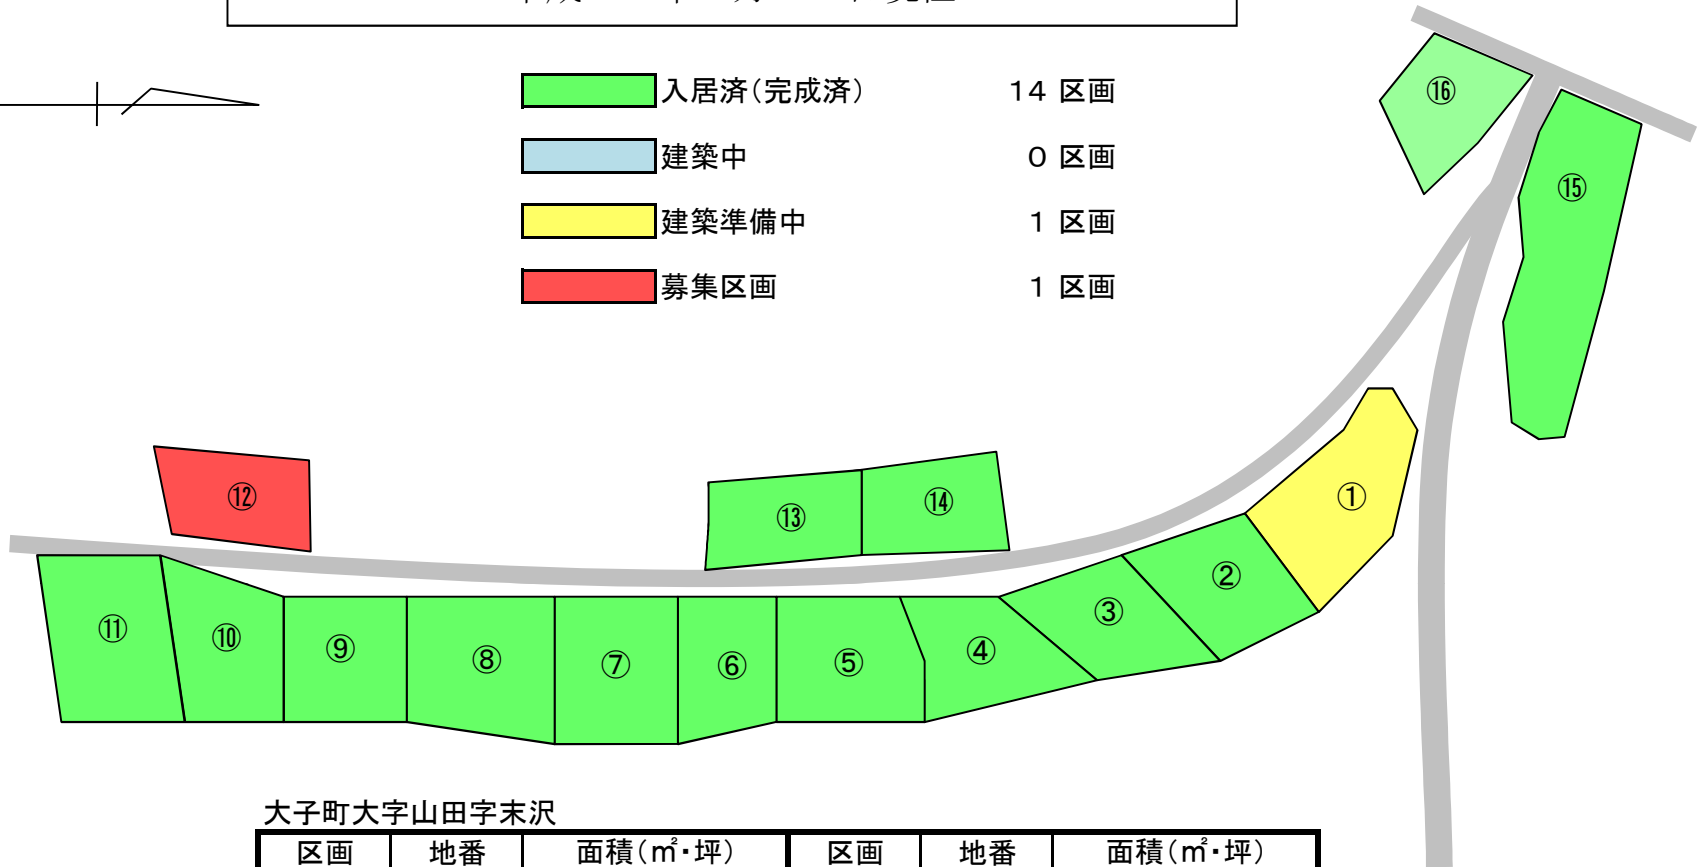 入居済(完成済) 14 区画
建築中 0 区画
建築準備中 1 区画
募集区画 1 区画
⑯
⑮
⑫
⑬
⑭
①
②
③
④
⑤
⑥
⑦
⑧
⑨
⑩
⑪
大子町大字山田字末沢
区画 地番 面積(㎡・坪) 区画 地番 面積(㎡・坪)